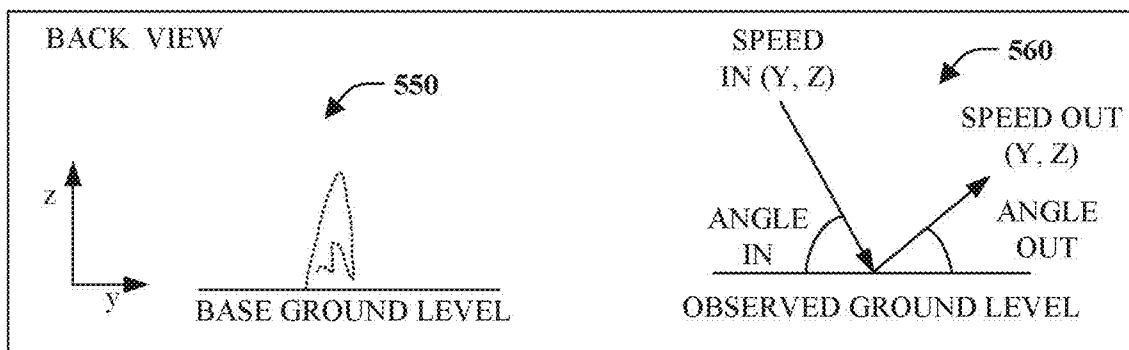 BACK VIEW
550
z
y
BASE GROUND LEVEL
SPEED
IN (Y, Z)
560
SPEED OUT
(Y, Z)
ANGLE
IN
ANGLE
OUT
OBSERVED GROUND LEVEL